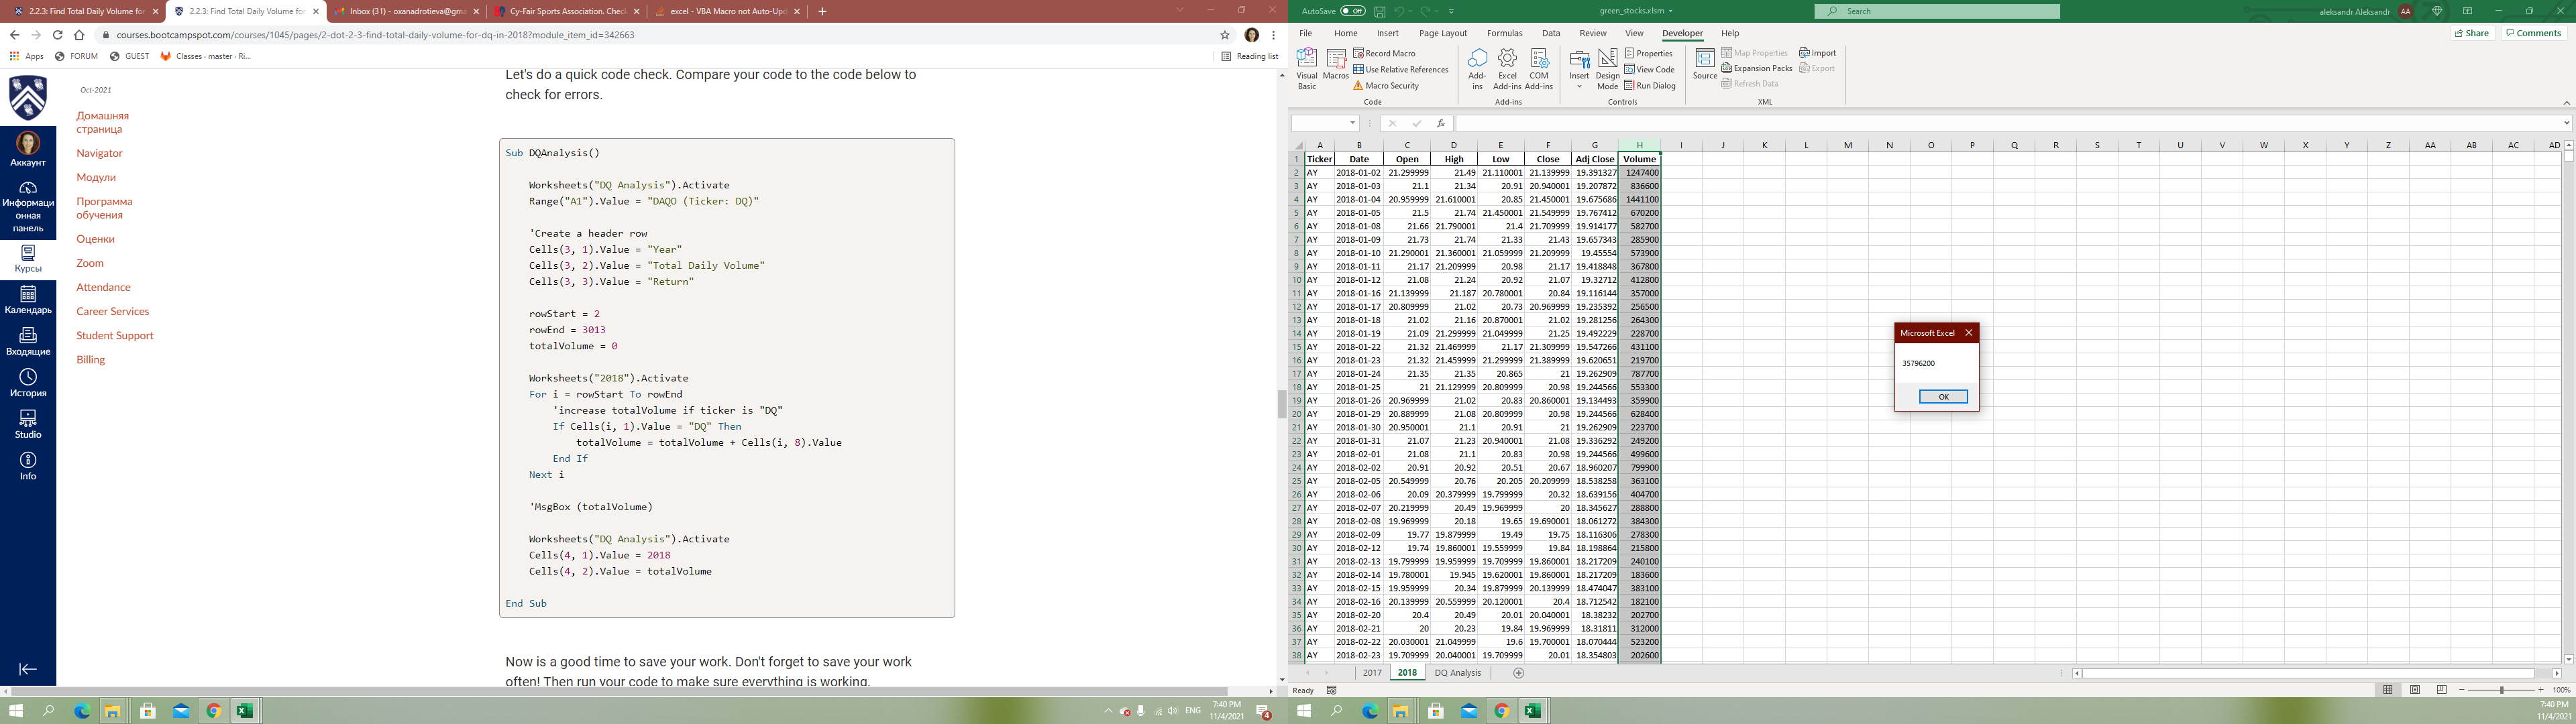 2.2.3: Find Total Daily Volume for
2.2.3: Find Total Daily Volume for
Inbox (31) - oxanadrotieva@gma
Cy-Fair Sports Association. Check
excel - VBA Macro not Auto-Upd
courses.bootcampspot.com/courses/1045/pages/2-dot-2-3-find-total-daily-volume-for-dq-in-2018?module_item_id=342663
Apps FORUM GUEST Classes · master · Ri...
Reading list
Аккаунт
Информаци
онная
панель
Курсы
Календарь
Входящие
История
Studio
Info
Oct-2021
Домашняя
страница
Navigator
Модули
Программа
обучения
Оценки
Zoom
Attendance
Career Services
Student Support
Billing
Let's do a quick code check. Compare your code to the code below to
check for errors.
Sub DQAnalysis()
Worksheets("DQ Analysis").Activate
Range("A1").Value = "DAQO (Ticker: DQ)"
'Create a header row
Cells(3, 1).Value = "Year"
Cells(3, 2).Value = "Total Daily Volume"
Cells(3, 3).Value = "Return"
rowStart = 2
rowEnd = 3013
totalVolume = 0
Worksheets("2018").Activate
For i = rowStart To rowEnd
'increase totalVolume if ticker is "DQ"
If Cells(i, 1).Value = "DQ" Then
totalVolume = totalVolume + Cells(i, 8).Value
End If
Next i
'MsgBox (totalVolume)
Worksheets("DQ Analysis").Activate
Cells(4, 1).Value = 2018
Cells(4, 2).Value = totalVolume
End Sub
Now is a good time to save your work. Don't forget to save your work
often! Then run your code to make sure everything is working.
ENG
7:40 PM
11/4/2021
4
AutoSave Off
green_stocks.xlsm
Search
aleksandr Aleksandr AA
File Home Insert Page Layout Formulas Data Review View Developer Help
Share Comments
Visual
Basic
Macros
Record Macro
Use Relative References
Macro Security
Code
Add-
ins
Excel
Add-ins
COM
Add-ins
Add-ins
Insert
Design
Mode
Properties
View Code
Run Dialog
Controls
Source
Map Properties
Expansion Packs
Refresh Data
Import
Export
XML
fx
A B C D E F G H I J K L M N O P Q R S T U V W X Y Z AA AB AC AD
1 Ticker Date Open High Low Close Adj Close Volume
2 AY 2018-01-02 21.299999 21.49 21.110001 21.139999 19.391327 1247400
3 AY 2018-01-03 21.1 21.34 20.91 20.940001 19.207872 836600
4 AY 2018-01-04 20.959999 21.610001 20.85 21.450001 19.675686 1441100
5 AY 2018-01-05 21.5 21.74 21.450001 21.549999 19.767412 670200
6 AY 2018-01-08 21.66 21.790001 21.4 21.709999 19.914177 582700
7 AY 2018-01-09 21.73 21.74 21.33 21.43 19.657343 285900
8 AY 2018-01-10 21.290001 21.360001 21.059999 21.209999 19.45554 573900
9 AY 2018-01-11 21.17 21.209999 20.98 21.17 19.418848 367800
10 AY 2018-01-12 21.08 21.24 20.92 21.07 19.32712 412800
11 AY 2018-01-16 21.139999 21.187 20.780001 20.84 19.116144 357000
12 AY 2018-01-17 20.809999 21.02 20.73 20.969999 19.235392 256500
13 AY 2018-01-18 21.02 21.16 20.870001 21.02 19.281256 264300
14 AY 2018-01-19 21.09 21.299999 21.049999 21.25 19.492229 228700
15 AY 2018-01-22 21.32 21.469999 21.17 21.309999 19.547266 431100
16 AY 2018-01-23 21.32 21.459999 21.299999 21.389999 19.620651 219700
17 AY 2018-01-24 21.35 21.35 20.865 21 19.262909 787700
18 AY 2018-01-25 21 21.129999 20.809999 20.98 19.244566 553300
19 AY 2018-01-26 20.969999 21.02 20.83 20.860001 19.134493 359900
20 AY 2018-01-29 20.889999 21.08 20.809999 20.98 19.244566 628400
21 AY 2018-01-30 20.950001 21.1 20.91 21 19.262909 223700
22 AY 2018-01-31 21.07 21.23 20.940001 21.08 19.336292 249200
23 AY 2018-02-01 21.08 21.1 20.83 20.98 19.244566 499600
24 AY 2018-02-02 20.91 20.92 20.51 20.67 18.960207 799900
25 AY 2018-02-05 20.549999 20.76 20.205 20.209999 18.538258 363100
26 AY 2018-02-06 20.09 20.379999 19.799999 20.32 18.639156 404700
27 AY 2018-02-07 20.219999 20.49 19.969999 20 18.345627 288800
28 AY 2018-02-08 19.969999 20.18 19.65 19.690001 18.061272 384300
29 AY 2018-02-09 19.77 19.879999 19.49 19.75 18.116306 278300
30 AY 2018-02-12 19.74 19.860001 19.559999 19.84 18.198864 215800
31 AY 2018-02-13 19.799999 19.959999 19.709999 19.860001 18.217209 240100
32 AY 2018-02-14 19.780001 19.945 19.620001 19.860001 18.217209 183600
33 AY 2018-02-15 19.959999 20.34 19.879999 20.139999 18.474047 383100
34 AY 2018-02-16 20.139999 20.559999 20.120001 20.4 18.712542 182100
35 AY 2018-02-20 20.4 20.49 20.01 20.040001 18.38232 202700
36 AY 2018-02-21 20 20.23 19.84 19.969999 18.31811 312000
37 AY 2018-02-22 20.030001 21.049999 19.6 19.700001 18.070444 523200
38 AY 2018-02-23 19.709999 20.040001 19.709999 20.01 18.354803 202600
Microsoft Excel
35796200
OK
2017 2018 DQ Analysis
Ready
100%
7:40 PM
11/4/2021